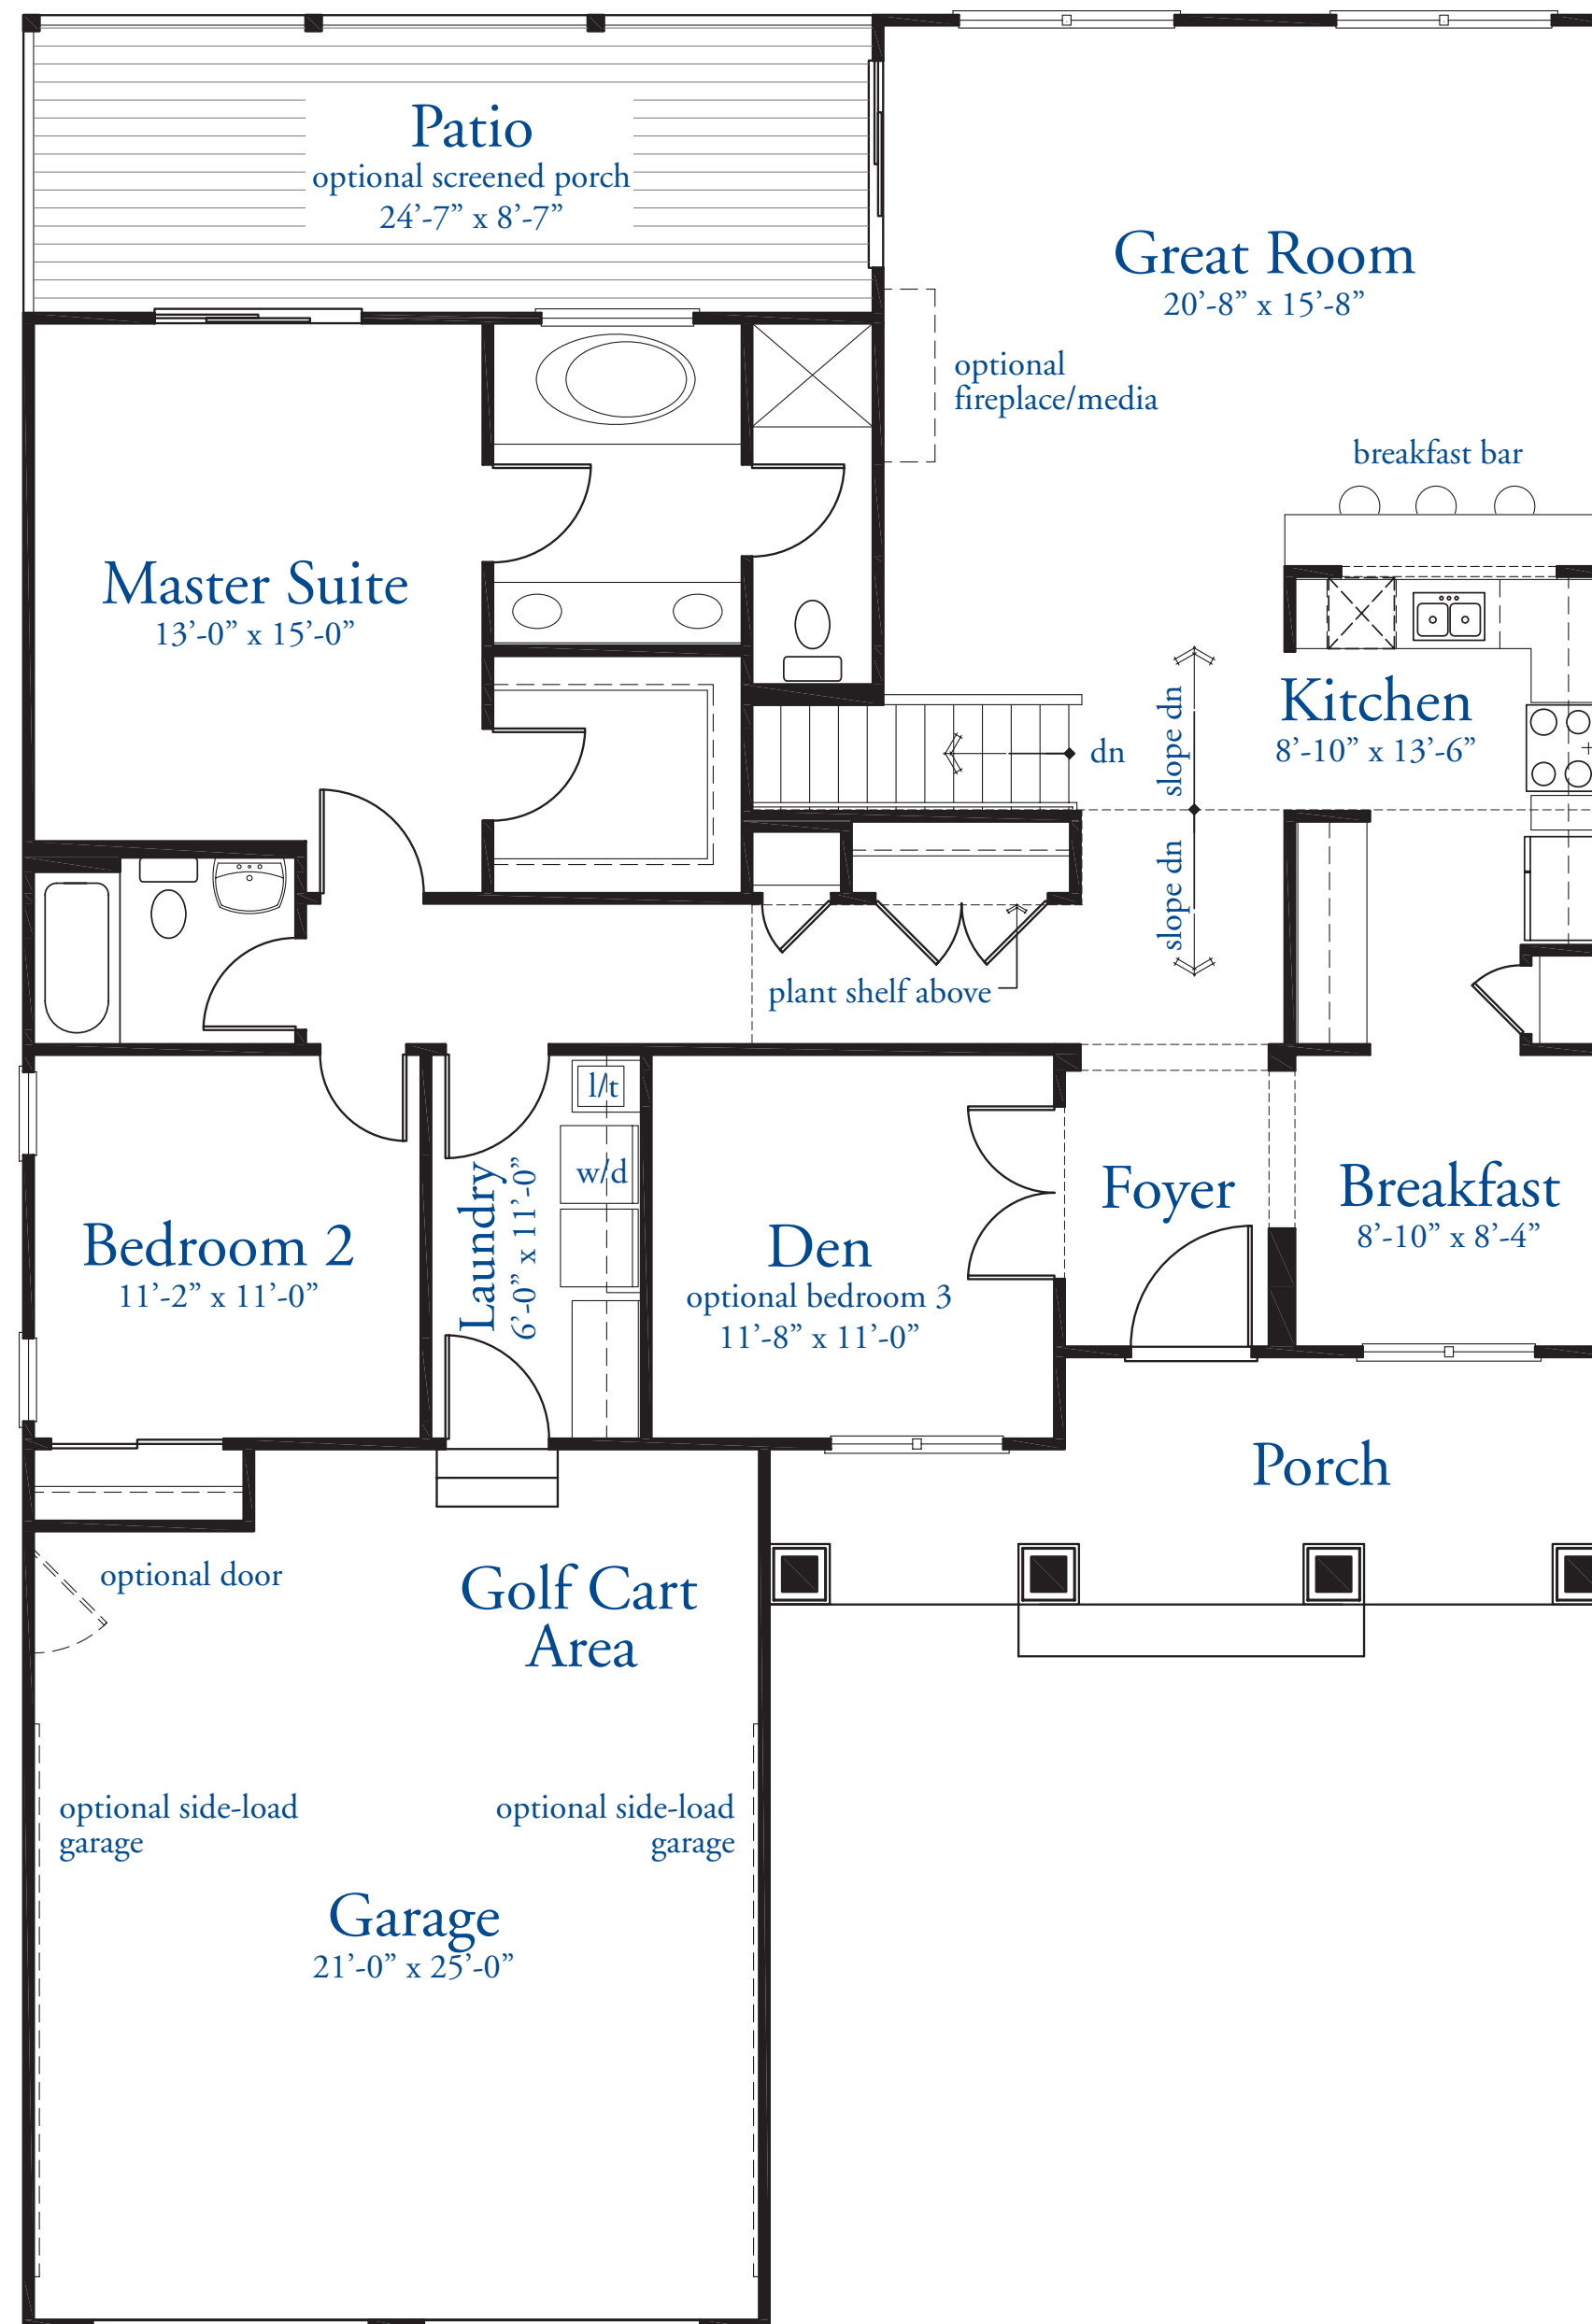 Patio
optional screened porch
24’-7” x 8’-7”
Great Room
20’-8” x 15’-8”
optional
fireplace/media
breakfast bar
Master Suite
13’-0” x 15’-0”
Kitchen
8’-10” x 13’-6”
slope dn
dn
slope dn
plant shelf above
l/t
w/d
Laundry
6’-0” x 11’-0”
Foyer
Breakfast
8’-10” x 8’-4”
Bedroom 2
11’-2” x 11’-0”
Den
optional bedroom 3
11’-8” x 11’-0”
Porch
optional door
Golf Cart
Area
optional side-load
garage
optional side-load
garage
Garage
21’-0” x 25’-0”